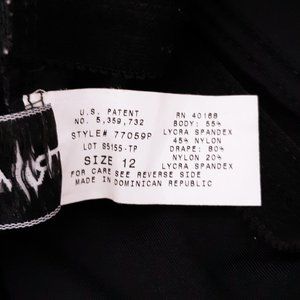 U.S. PATENT
NO. 5,359,732
STYLE# 77059P
LOT S5155-TP
SIZE 12
FOR CARE SEE REVERSE SIDE
MADE IN DOMINICAN REPUBLIC
RN 40188
BODY: 55%
LYCRA SPANDEX
45% NYLON
DRAPE: 80%
NYLON 20%
LYCRA SPANDEX